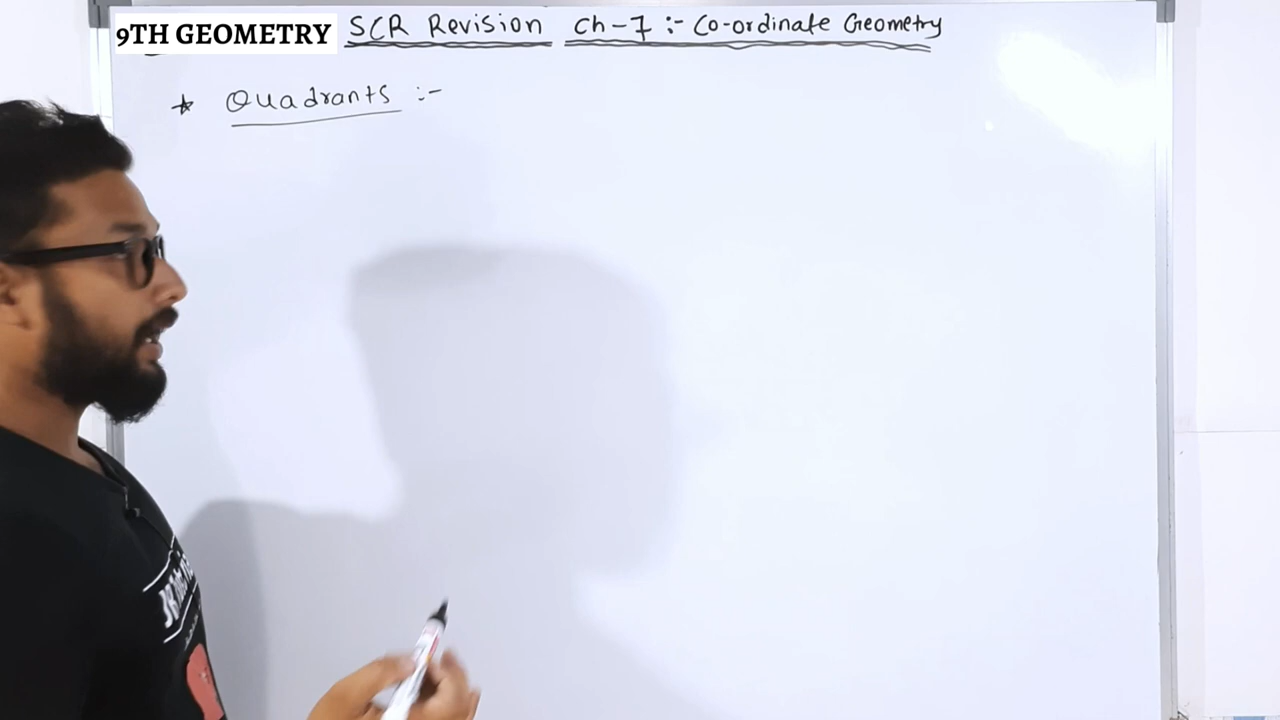 9TH GEOMETRY SCR Revision Ch-7 :- Co-ordinate Geometry
* Quadrants :-